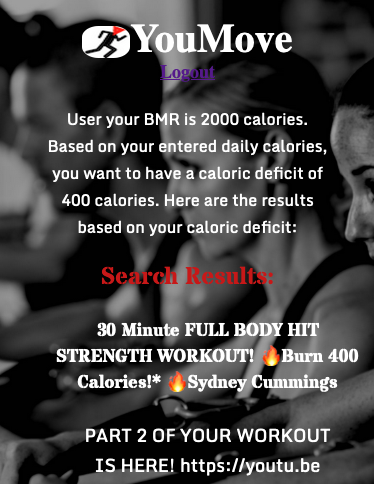 YouMove
Logout
User your BMR is 2000 calories.
Based on your entered daily calories,
you want to have a caloric deficit of
400 calories. Here are the results
based on your caloric deficit:
Search Results:
30 Minute FULL BODY HIT
STRENGTH WORKOUT! 🔥Burn 400
Calories!* 🔥Sydney Cummings
PART 2 OF YOUR WORKOUT
IS HERE! https://youtu.be